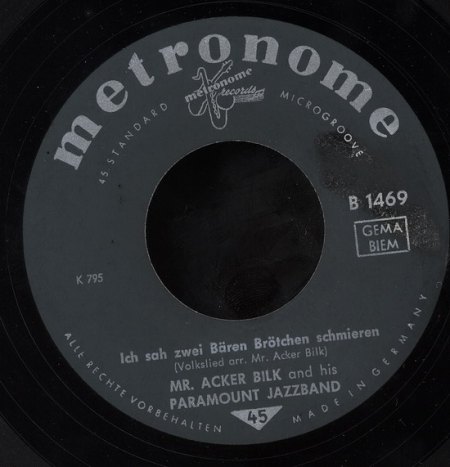 metronome
metronome
records
45 STANDARD
MICROGROOVE
B 1469
GEMA
BIEM
K 795
Ich sah zwei Bären Brötchen schmieren
(Volkslied arr. Mr. Acker Bilk)
MR. ACKER BILK and his
PARAMOUNT JAZZBAND
45
ALLE RECHTE VORBEHALTEN
MADE IN GERMANY